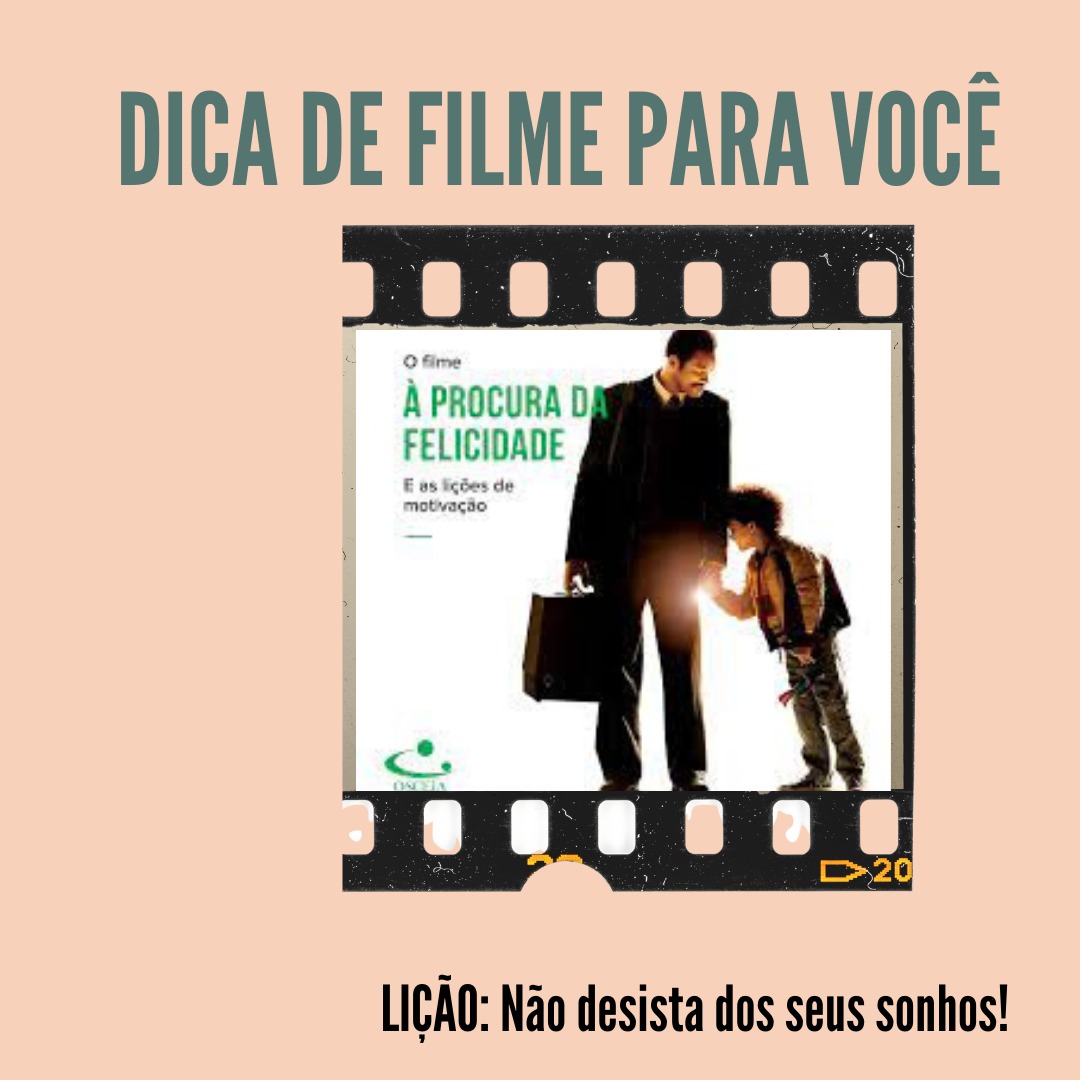 DICA DE FILME PARA VOCÊ
O filme
À PROCURA DA
FELICIDADE
E as lições de
motivação
20
LIÇÃO: Não desista dos seus sonhos!